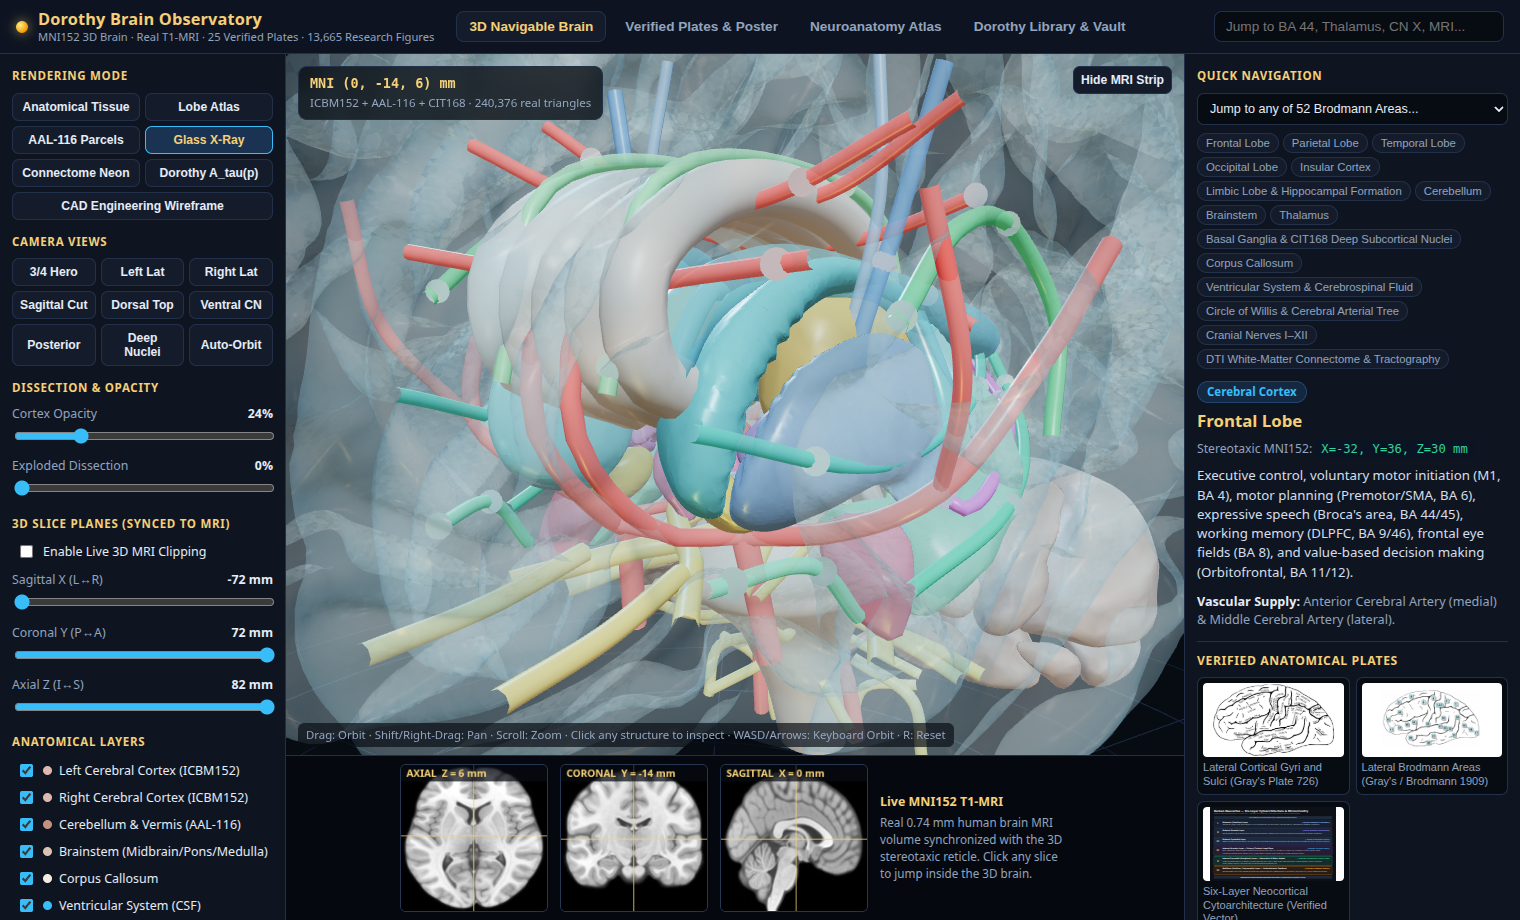 Dorothy Brain Observatory
MNI152 3D Brain · Real T1-MRI · 25 Verified Plates · 13,665 Research Figures
3D Navigable Brain
Verified Plates & Poster
Neuroanatomy Atlas
Dorothy Library & Vault
Jump to BA 44, Thalamus, CN X, MRI...
RENDERING MODE
Anatomical Tissue
Lobe Atlas
AAL-116 Parcels
Glass X-Ray
Connectome Neon
Dorothy A_tau(p)
CAD Engineering Wireframe
CAMERA VIEWS
3/4 Hero
Left Lat
Right Lat
Sagittal Cut
Dorsal Top
Ventral CN
Posterior
Deep
Nuclei
Auto-Orbit
DISSECTION & OPACITY
Cortex Opacity
24%
Exploded Dissection
0%
3D SLICE PLANES (SYNCED TO MRI)
Enable Live 3D MRI Clipping
Sagittal X (L↔R)
-72 mm
Coronal Y (P↔A)
72 mm
Axial Z (I↔S)
82 mm
ANATOMICAL LAYERS
Left Cerebral Cortex (ICBM152)
Right Cerebral Cortex (ICBM152)
Cerebellum & Vermis (AAL-116)
Brainstem (Midbrain/Pons/Medulla)
Corpus Callosum
Ventricular System (CSF)
MNI (0, -14, 6) mm
ICBM152 + AAL-116 + CIT168 · 240,376 real triangles
Hide MRI Strip
Drag: Orbit · Shift/Right-Drag: Pan · Scroll: Zoom · Click any structure to inspect · WASD/Arrows: Keyboard Orbit · R: Reset
AXIAL Z = 6 mm
CORONAL Y = -14 mm
SAGITTAL X = 0 mm
Live MNI152 T1-MRI
Real 0.74 mm human brain MRI
volume synchronized with the 3D
stereotaxic reticle. Click any slice
to jump inside the 3D brain.
QUICK NAVIGATION
Jump to any of 52 Brodmann Areas...
Frontal Lobe
Parietal Lobe
Temporal Lobe
Occipital Lobe
Insular Cortex
Limbic Lobe & Hippocampal Formation
Cerebellum
Brainstem
Thalamus
Basal Ganglia & CIT168 Deep Subcortical Nuclei
Corpus Callosum
Ventricular System & Cerebrospinal Fluid
Circle of Willis & Cerebral Arterial Tree
Cranial Nerves I–XII
DTI White-Matter Connectome & Tractography
Cerebral Cortex
Frontal Lobe
Stereotaxic MNI152: X=-32, Y=36, Z=30 mm
Executive control, voluntary motor initiation (M1,
BA 4), motor planning (Premotor/SMA, BA 6),
expressive speech (Broca's area, BA 44/45),
working memory (DLPFC, BA 9/46), frontal eye
fields (BA 8), and value-based decision making
(Orbitofrontal, BA 11/12).
Vascular Supply: Anterior Cerebral Artery (medial)
& Middle Cerebral Artery (lateral).
VERIFIED ANATOMICAL PLATES
Lateral Cortical Gyri and
Sulci (Gray's Plate 726)
Lateral Brodmann Areas
(Gray's / Brodmann 1909)
Six-Layer Neocortical
Cytoarchitecture (Verified
Vector)